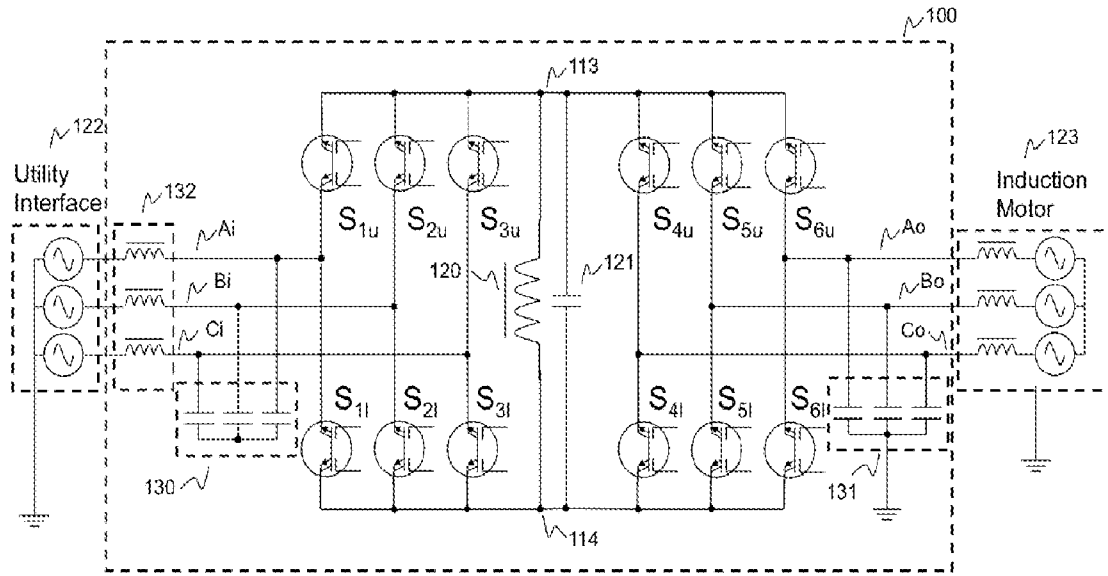 100
113
122
123
Utility
Interface
132
Induction
Motor
S1u
S2u
S3u
S4u
S5u
S6u
Ai
Ao
120
121
Bi
Bo
Ci
Co
S1l
S2l
S3l
S4l
S5l
S6l
130
131
114